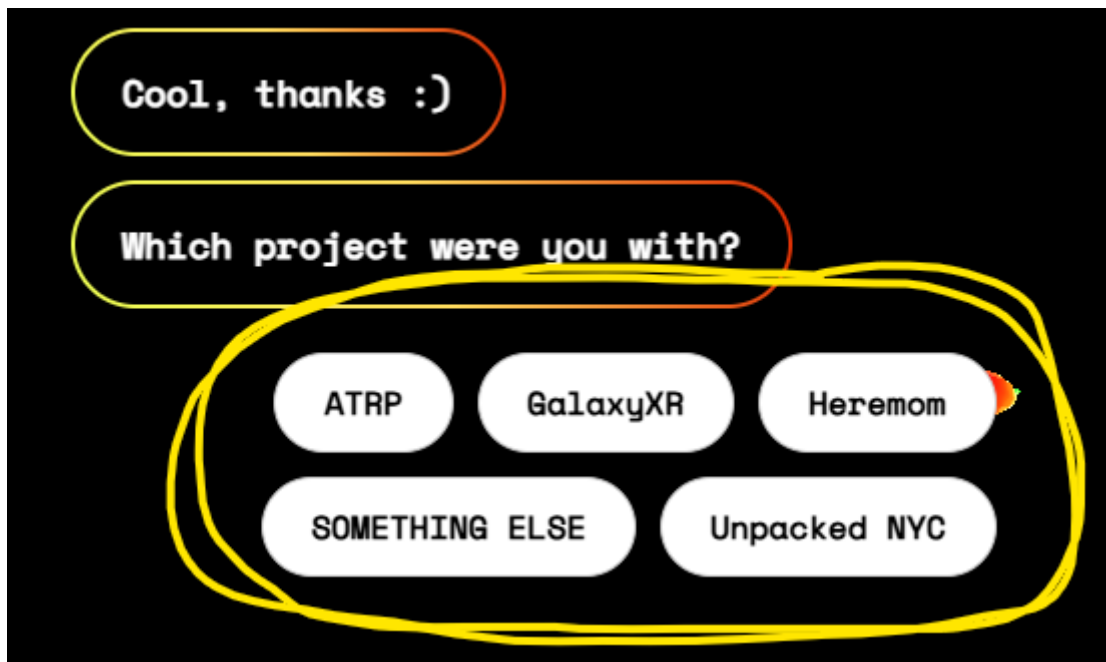 Cool, thanks :)
Which project were you with?
ATRP GalaxyXR Heremom
SOMETHING ELSE Unpacked NYC